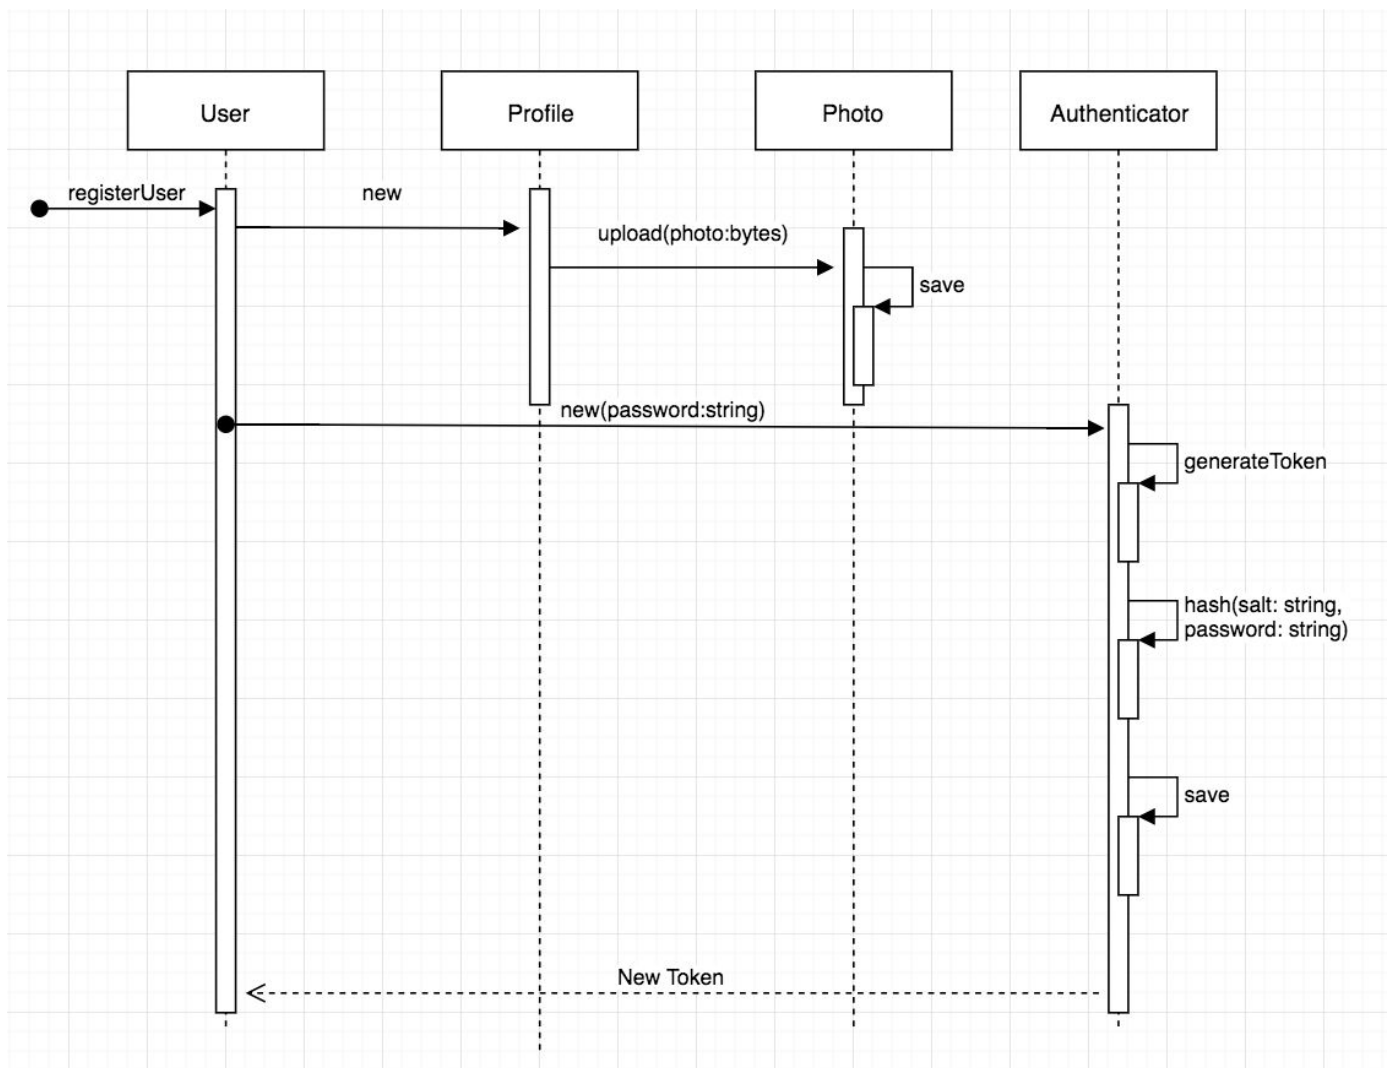 User
Profile
Photo
Authenticator
registerUser
new
upload(photo:bytes)
save
new(password:string)
generateToken
hash(salt: string,
password: string)
save
New Token